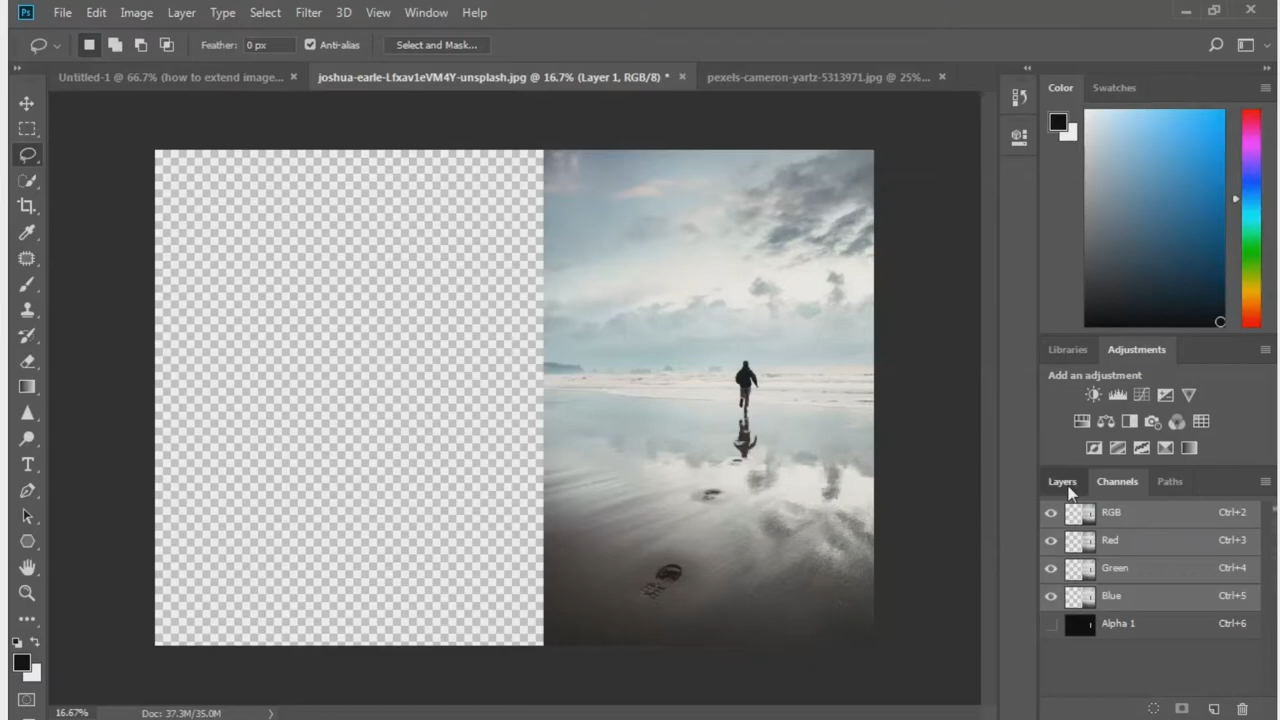 Ps File Edit Image Layer Type Select Filter 3D View Window Help
Feather: 0 px Anti-alias Select and Mask...
Untitled-1 @ 66.7% (how to extend image... × joshua-earle-Lfxav1eVM4Y-unsplash.jpg @ 16.7% (Layer 1, RGB/8) * × pexels-cameron-yartz-5313971.jpg @ 25%... ×
Color Swatches
Libraries Adjustments
Add an adjustment
Layers Channels Paths
RGB Ctrl+2
Red Ctrl+3
Green Ctrl+4
Blue Ctrl+5
Alpha 1 Ctrl+6
16.67% Doc: 37.3M/35.0M